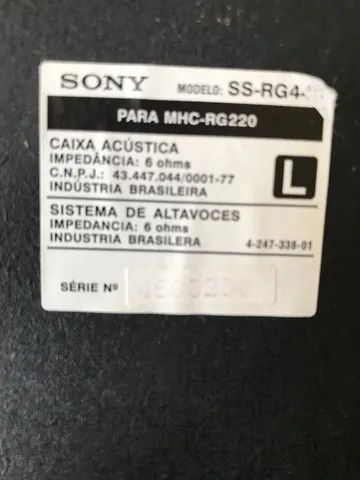 SONY MODELO: SS-RG4
PARA MHC-RG220
CAIXA ACÚSTICA
IMPEDÂNCIA: 6 ohms
C.N.P.J.: 43.447.044/0001-77
INDÚSTRIA BRASILEIRA
L
SISTEMA DE ALTAVOCES
IMPEDANCIA: 6 ohms
INDUSTRIA BRASILERA 4-247-338-01
SÉRIE Nº